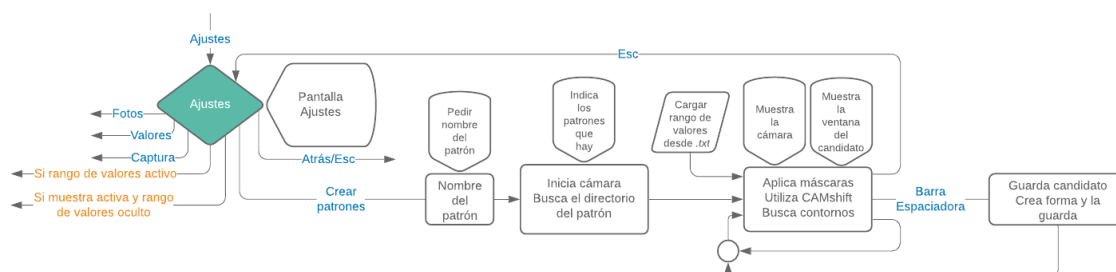 Ajustes
Esc
Ajustes
Pantalla
Ajustes
Fotos
Valores
Captura
Si rango de valores activo
Si muestra activa y rango
de valores oculto
Atrás/Esc
Crear
patrones
Pedir
nombre
del
patrón
Nombre
del
patrón
Indica
los
patrones
que
hay
Inicia cámara
Busca el directorio
del patrón
Cargar
rango de
valores
desde .txt
Muestra
la
cámara
Muestra
la
ventana
del
candidato
Aplica máscaras
Utiliza CAMshift
Busca contornos
Barra
Espaciadora
Guarda candidato
Crea forma y la
guarda